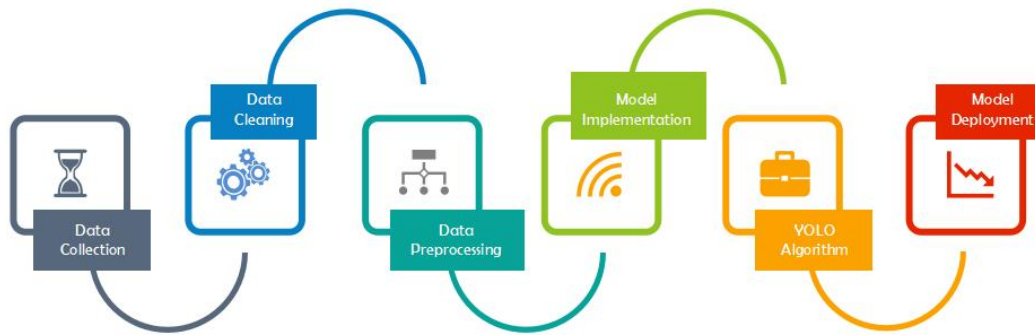 Data
Collection
Data
Cleaning
Data
Preprocessing
Model
Implementation
YOLO
Algorithm
Model
Deployment